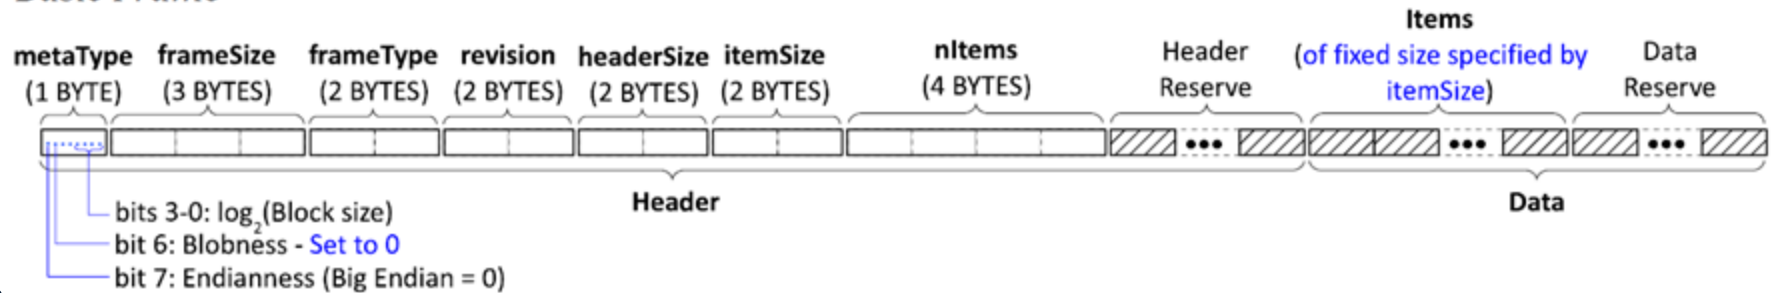 metaType
(1 BYTE)
frameSize
(3 BYTES)
frameType
(2 BYTES)
revision
(2 BYTES)
headerSize
(2 BYTES)
itemSize
(2 BYTES)
nItems
(4 BYTES)
Header
Reserve
Items
(of fixed size specified by
itemSize)
Data
Reserve
Header
Data
bits 3-0: log2(Block size)
bit 6: Blobness - Set to 0
bit 7: Endianness (Big Endian = 0)